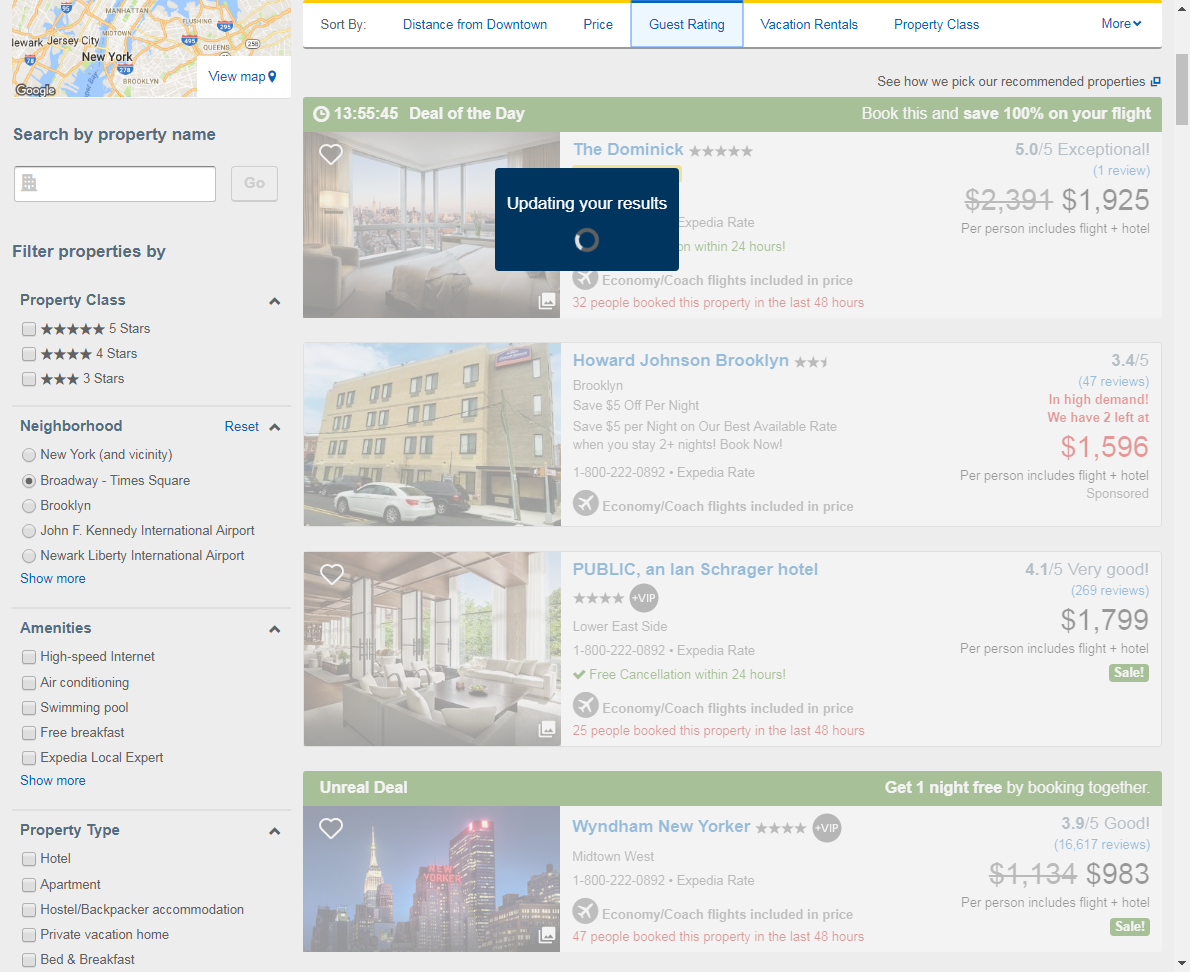 MANHATTAN
FLUSHING
MIDTOWN
Jersey City
QUEENS
New York
BROOKLYN
Google
95
295
495
258
78
278
View map
Search by property name
Go
Filter properties by
Property Class
5 Stars
4 Stars
3 Stars
Neighborhood Reset
New York (and vicinity)
Broadway - Times Square
Brooklyn
John F. Kennedy International Airport
Newark Liberty International Airport
Show more
Amenities
High-speed Internet
Air conditioning
Swimming pool
Free breakfast
Expedia Local Expert
Show more
Property Type
Hotel
Apartment
Hostel/Backpacker accommodation
Private vacation home
Bed & Breakfast
Sort By: Distance from Downtown Price Guest Rating Vacation Rentals Property Class More
See how we pick our recommended properties
13:55:45 Deal of the Day Book this and save 100% on your flight
The Dominick 5.0/5 Exceptional!
(1 review)
$2,391 $1,925
Per person includes flight + hotel
Updating your results
Expedia Rate
on within 24 hours!
Economy/Coach flights included in price
32 people booked this property in the last 48 hours
Howard Johnson Brooklyn 3.4/5
Brooklyn (47 reviews)
Save $5 Off Per Night In high demand!
Save $5 per Night on Our Best Available Rate We have 2 left at
when you stay 2+ nights! Book Now! $1,596
1-800-222-0892 • Expedia Rate Per person includes flight + hotel
Sponsored
Economy/Coach flights included in price
PUBLIC, an Ian Schrager hotel 4.1/5 Very good!
+VIP (269 reviews)
Lower East Side $1,799
1-800-222-0892 • Expedia Rate Per person includes flight + hotel
Free Cancellation within 24 hours! Sale!
Economy/Coach flights included in price
25 people booked this property in the last 48 hours
Unreal Deal Get 1 night free by booking together.
NEW
YORKER
Wyndham New Yorker +VIP 3.9/5 Good!
(16,617 reviews)
Midtown West $1,134 $983
1-800-222-0892 • Expedia Rate
Per person includes flight + hotel
Economy/Coach flights included in price Sale!
47 people booked this property in the last 48 hours